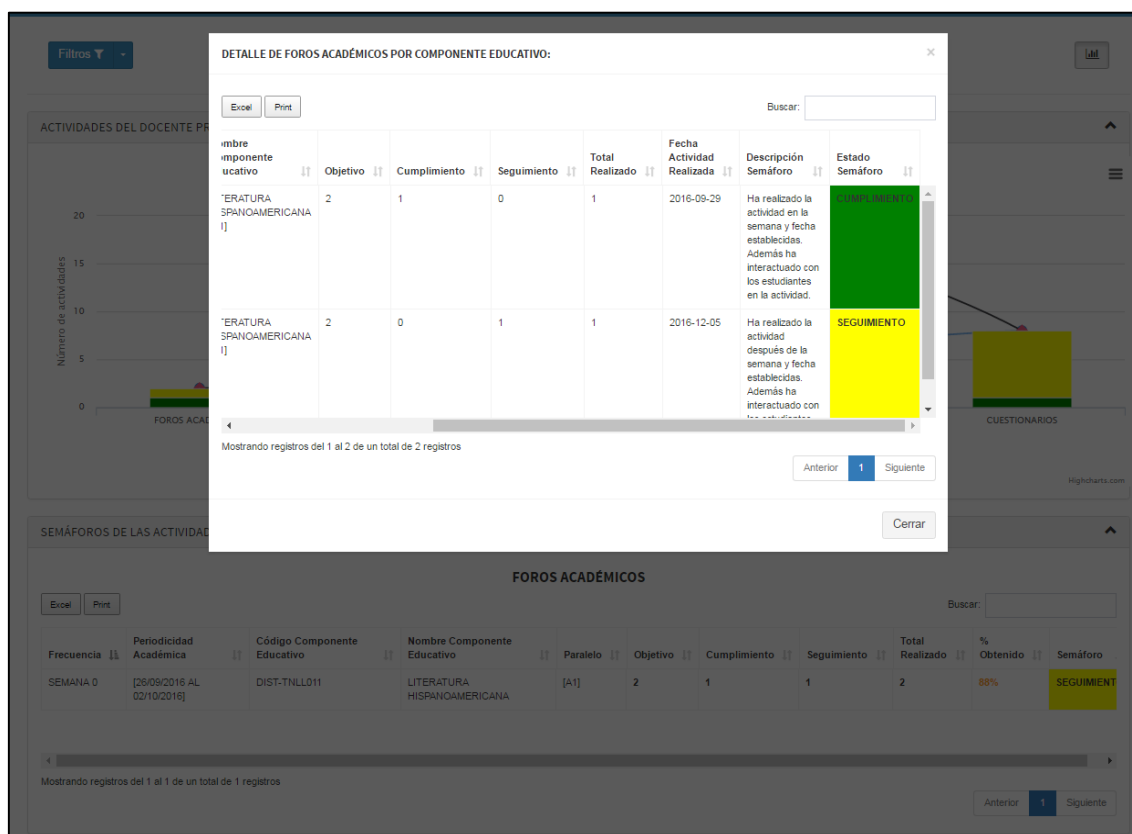 Filtros
DETALLE DE FOROS ACADÉMICOS POR COMPONENTE EDUCATIVO:
×
Excel Print
Buscar:
ACTIVIDADES DEL DOCENTE
Objetivo Cumplimiento Seguimiento Total Realizado Fecha Actividad Realizada Descripción Semáforo Estado Semáforo
2 1 0 1 2016-09-29
Ha realizado la
actividad en la
semana y fecha
establecidas.
Además ha
interactuado con
los estudiantes
en la actividad.
CUMPLIMIENTO
2 0 1 1 2016-12-05
Ha realizado la
actividad
después de la
semana y fecha
establecidas.
Además ha
interactuado con
SEGUIMIENTO
Mostrando registros del 1 al 2 de un total de 2 registros
Anterior 1 Siguiente
Cerrar
Número de actividades
20
15
10
5
0
FOROS
CUESTIONARIOS
Highcharts.com
SEMÁFOROS DE LAS
FOROS ACADÉMICOS
Excel Print
Buscar:
Frecuencia Periodicidad Académica Código Componente Educativo Nombre Componente Educativo Paralelo Objetivo Cumplimiento Seguimiento Total Realizado % Obtenido Semáforo
SEMANA 0 [26/09/2016 AL 02/10/2016] DIST-TNLL011 LITERATURA HISPANOAMERICANA [A1] 2 1 1 2 88% SEGUIMIENT
Mostrando registros del 1 al 1 de un total de 1 registros
Anterior 1 Siguiente